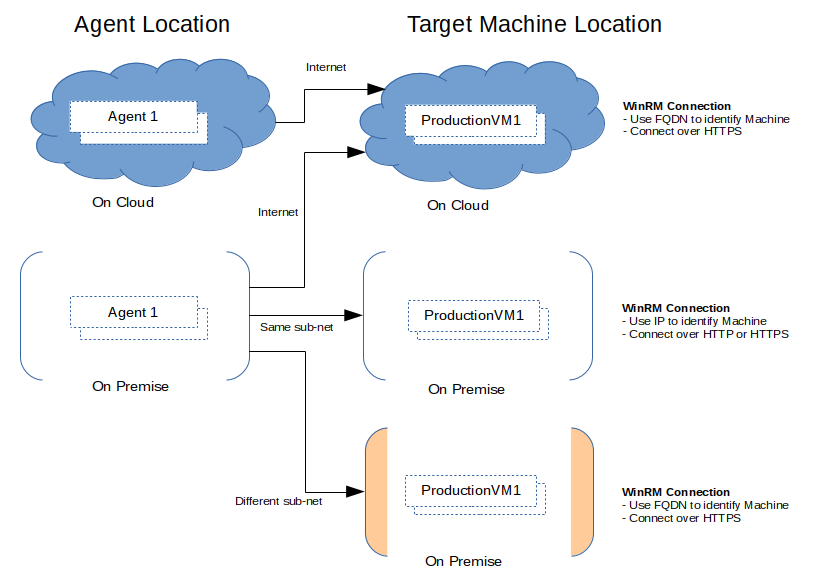 Agent Location
Target Machine Location
Internet
Agent 1
ProductionVM1
WinRM Connection
- Use FQDN to identify Machine
- Connect over HTTPS
On Cloud
On Cloud
Internet
Agent 1
Same sub-net
ProductionVM1
WinRM Connection
- Use IP to identify Machine
- Connect over HTTP or HTTPS
On Premise
On Premise
Different sub-net
ProductionVM1
WinRM Connection
- Use FQDN to identify Machine
- Connect over HTTPS
On Premise